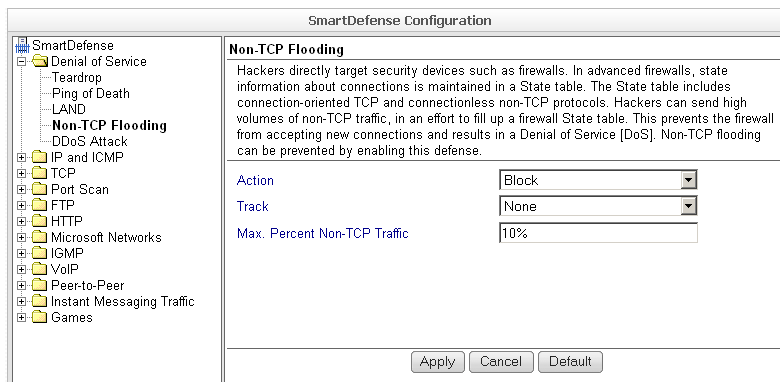 SmartDefense Configuration
SmartDefense
Denial of Service
Teardrop
Ping of Death
LAND
Non-TCP Flooding
DDoS Attack
IP and ICMP
TCP
Port Scan
FTP
HTTP
Microsoft Networks
IGMP
VoIP
Peer-to-Peer
Instant Messaging Traffic
Games
Non-TCP Flooding
Hackers directly target security devices such as firewalls. In advanced firewalls, state
information about connections is maintained in a State table. The State table includes
connection-oriented TCP and connectionless non-TCP protocols. Hackers can send high
volumes of non-TCP traffic, in an effort to fill up a firewall State table. This prevents the firewall
from accepting new connections and results in a Denial of Service [DoS]. Non-TCP flooding
can be prevented by enabling this defense.
Action Block
Track None
Max. Percent Non-TCP Traffic 10%
Apply Cancel Default